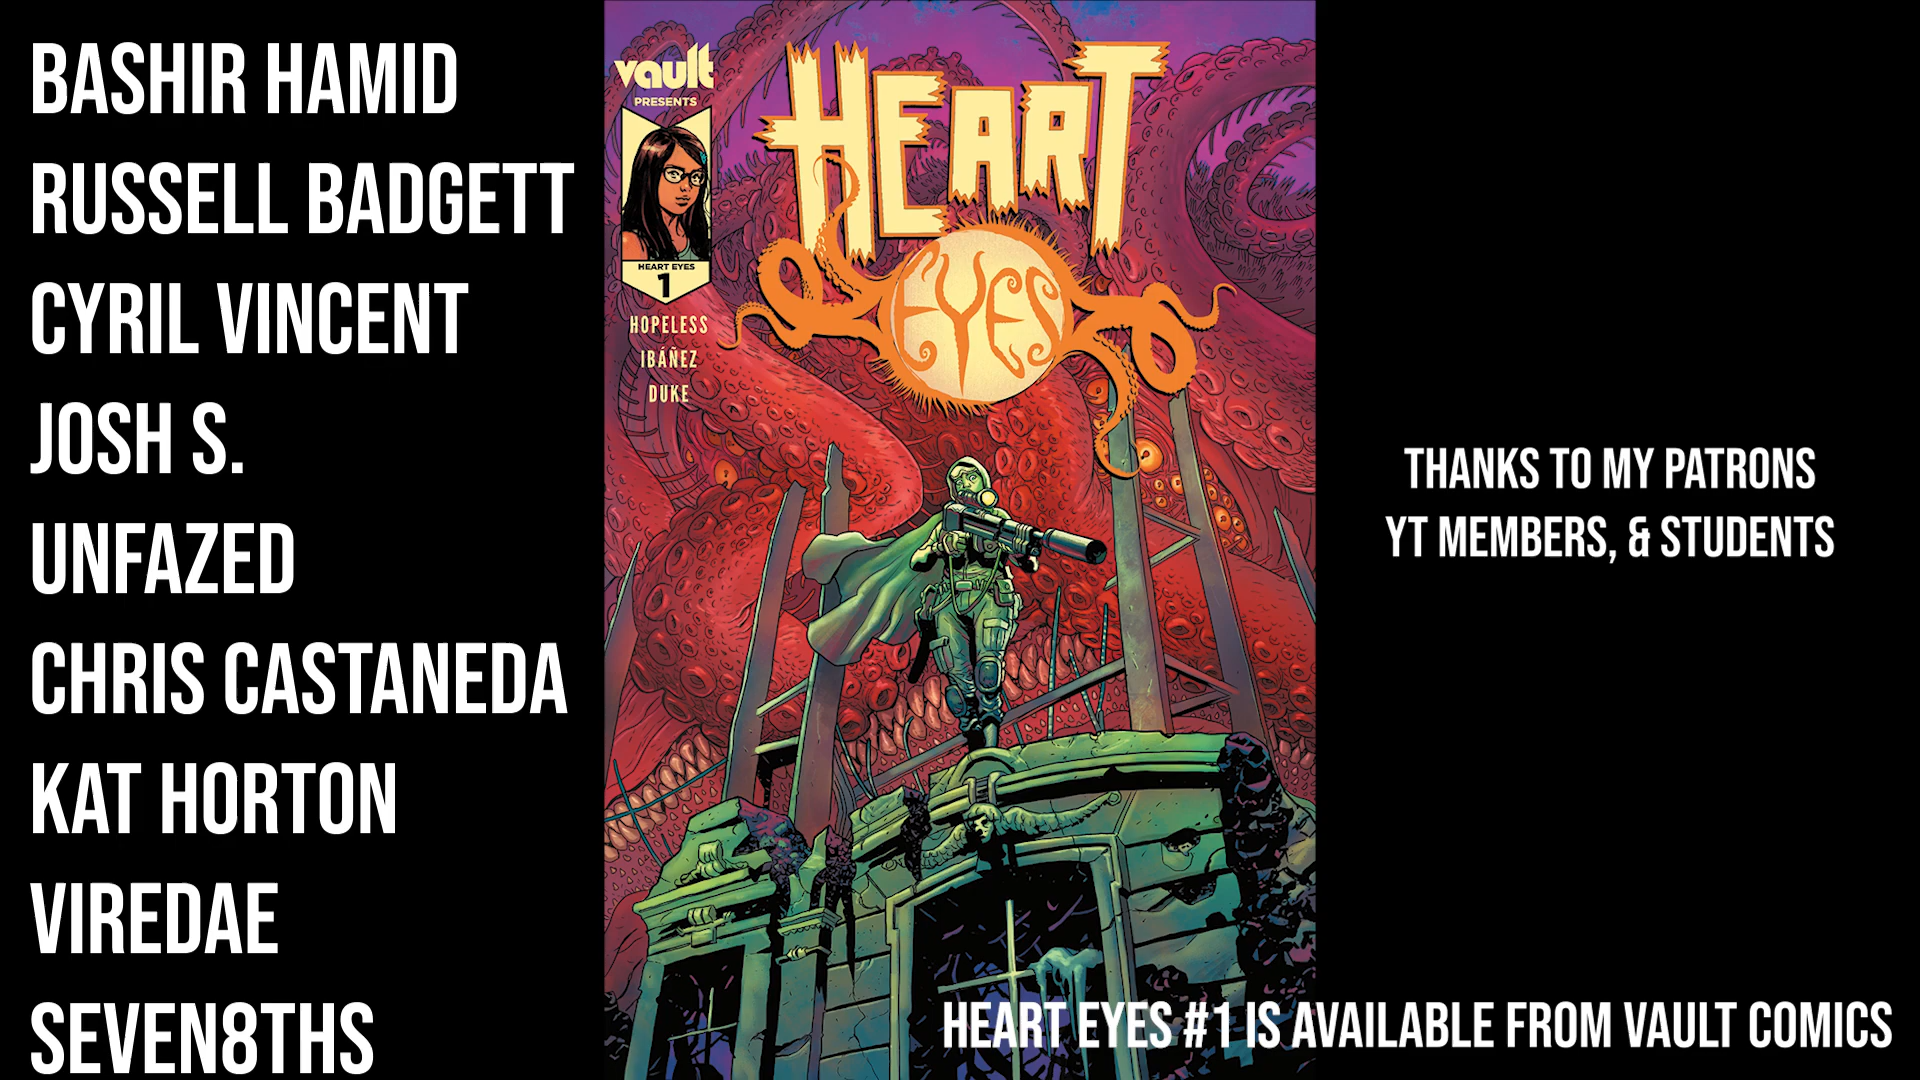 BASHIR HAMID
RUSSELL BADGETT
CYRIL VINCENT
JOSH S.
UNFAZED
CHRIS CASTANEDA
KAT HORTON
VIREDAE
SEVEN8THS
vault
PRESENTS
HEART EYES
1
HOPELESS
IBÁÑEZ
DUKE
HEART
EYES
THANKS TO MY PATRONS
YT MEMBERS, & STUDENTS
HEART EYES #1 IS AVAILABLE FROM VAULT COMICS